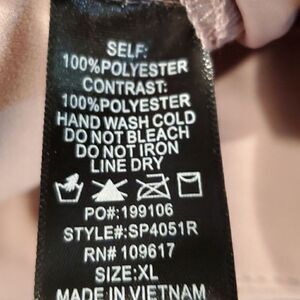 SELF:
100%POLYESTER
CONTRAST:
100%POLYESTER
HAND WASH COLD
DO NOT BLEACH
DO NOT IRON
LINE DRY
PO#:199106
STYLE#:SP4051R
RN# 109617
SIZE:XL
MADE IN VIETNAM